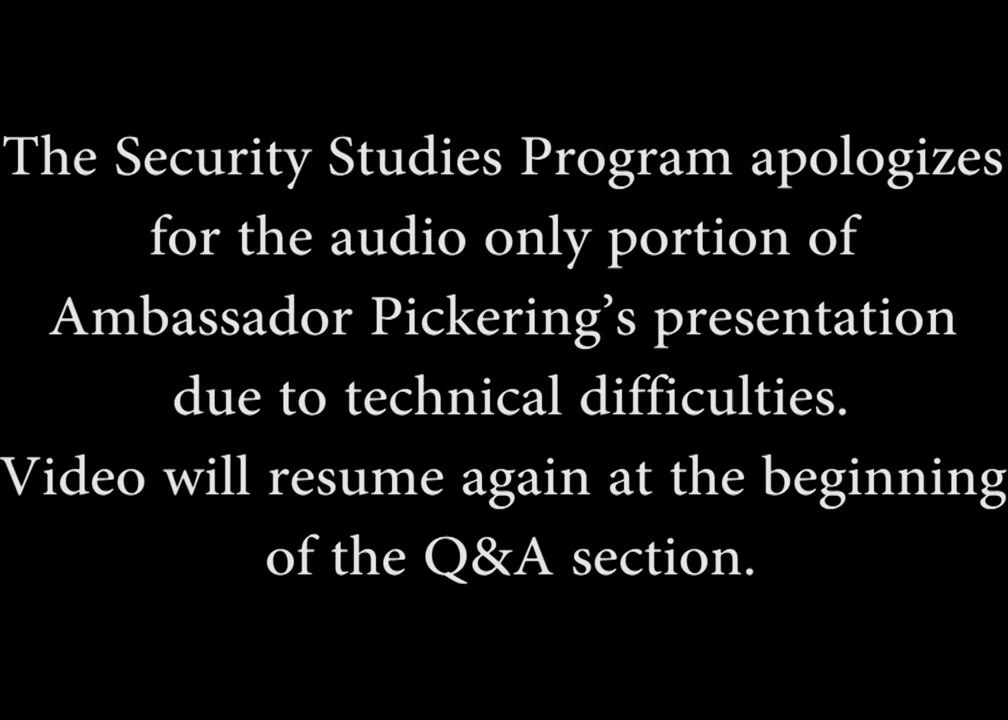 The Security Studies Program apologizes
for the audio only portion of
Ambassador Pickering’s presentation
due to technical difficulties.
Video will resume again at the beginning
of the Q&A section.